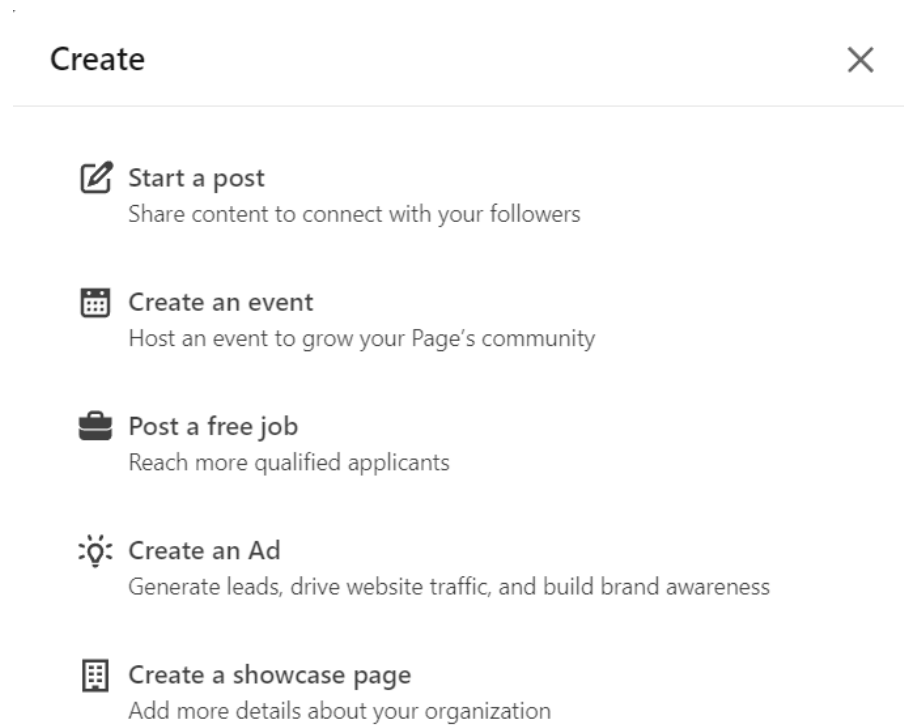 Create
Start a post
Share content to connect with your followers
Create an event
Host an event to grow your Page's community
Post a free job
Reach more qualified applicants
Create an Ad
Generate leads, drive website traffic, and build brand awareness
Create a showcase page
Add more details about your organization